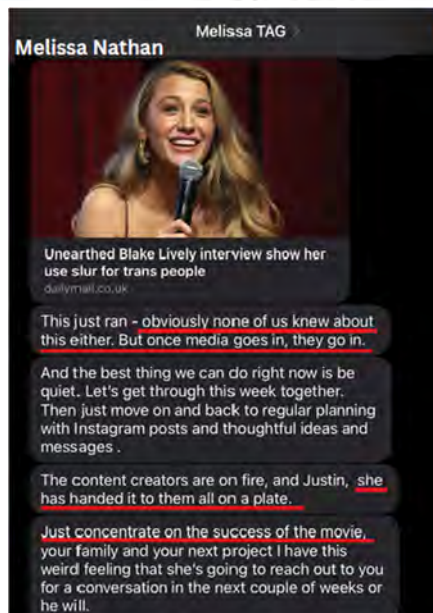 Melissa TAG >
Melissa Nathan
Unearthed Blake Lively interview show her
use slur for trans people
dailymail.co.uk
This just ran - obviously none of us knew about
this either. But once media goes in, they go in.
And the best thing we can do right now is be
quiet. Let's get through this week together.
Then just move on and back to regular planning
with Instagram posts and thoughtful ideas and
messages .
The content creators are on fire, and Justin, she
has handed it to them all on a plate.
Just concentrate on the success of the movie,
your family and your next project I have this
weird feeling that she's going to reach out to you
for a conversation in the next couple of weeks or
he will.